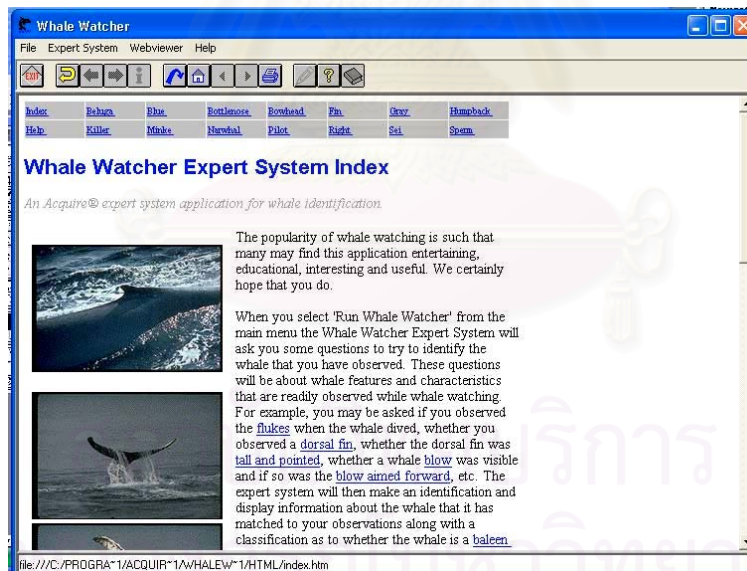 Whale Watcher
File Expert System Webviewer Help
EXIT
Index Beluga Blue Bottlenose Bowhead Fin Gray Humpback
Help Killer Minke Narwhal Pilot Right Sei Sperm
Whale Watcher Expert System Index
An Acquire® expert system application for whale identification.
The popularity of whale watching is such that
many may find this application entertaining,
educational, interesting and useful. We certainly
hope that you do.
When you select 'Run Whale Watcher' from the
main menu the Whale Watcher Expert System will
ask you some questions to try to identify the
whale that you have observed. These questions
will be about whale features and characteristics
that are readily observed while whale watching.
For example, you may be asked if you observed
the flukes when the whale dived, whether you
observed a dorsal fin, whether the dorsal fin was
tall and pointed, whether a whale blow was visible
and if so was the blow aimed forward, etc. The
expert system will then make an identification and
display information about the whale that it has
matched to your observations along with a
classification as to whether the whale is a baleen
file:///C:/PROGRA~1/ACQUIR~1/WHALEW~1/HTML/index.htm